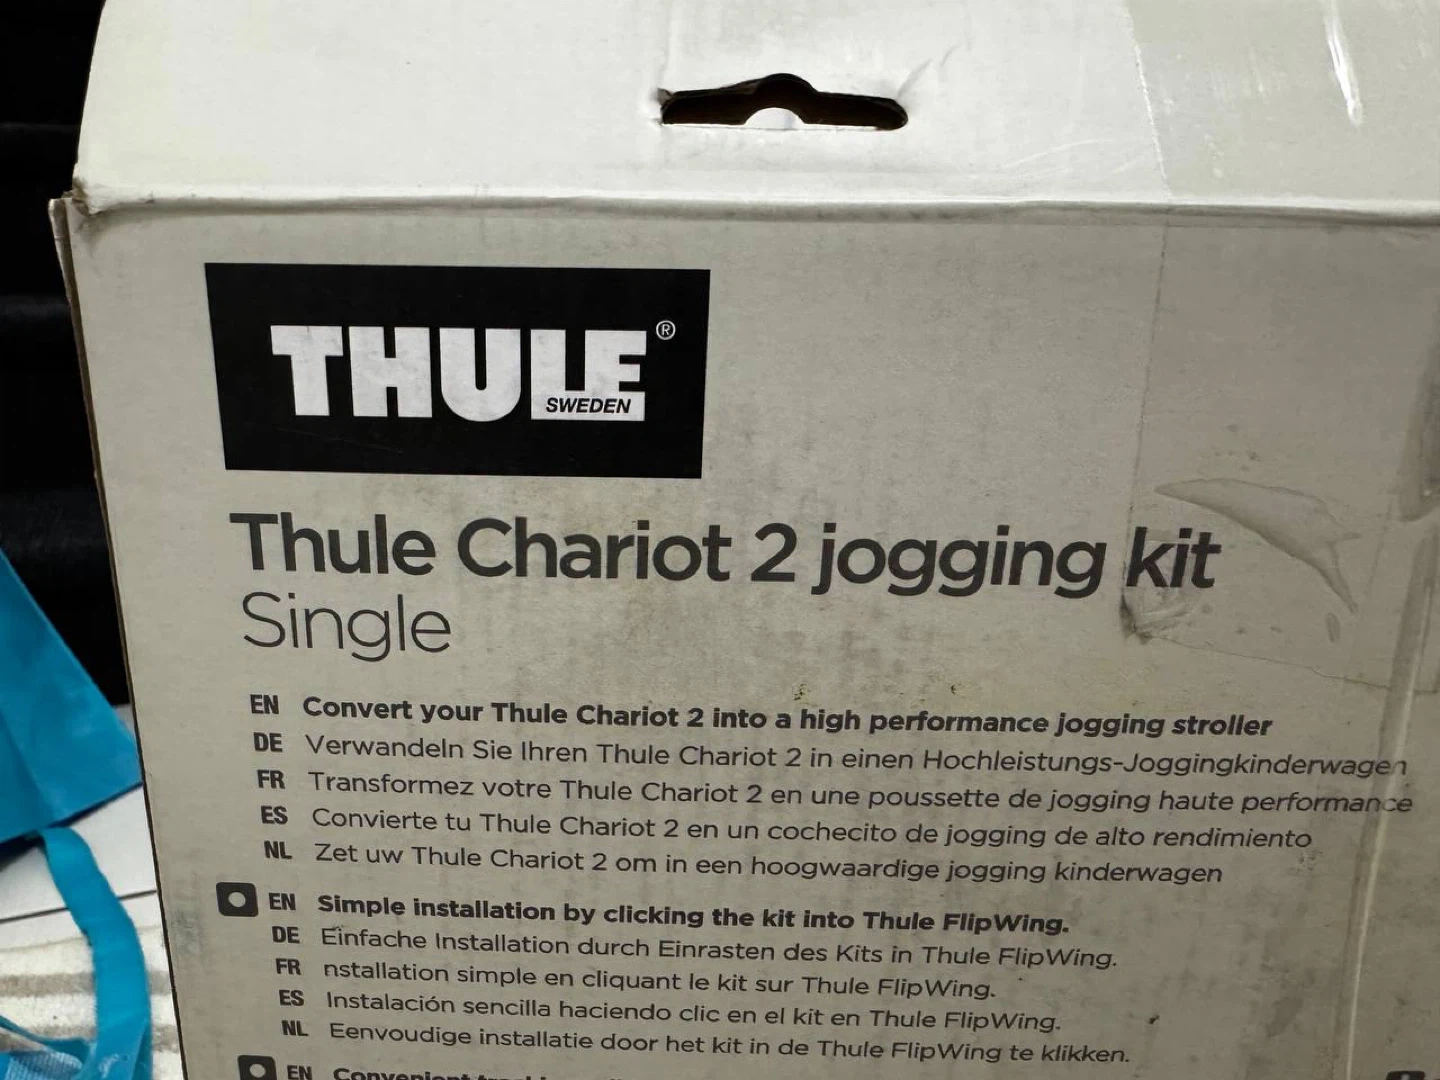 THULE®
SWEDEN
Thule Chariot 2 jogging kit
Single
EN Convert your Thule Chariot 2 into a high performance jogging stroller
DE Verwandeln Sie Ihren Thule Chariot 2 in einen Hochleistungs-Joggingkinderwagen
FR Transformez votre Thule Chariot 2 en une poussette de jogging haute performance
ES Convierte tu Thule Chariot 2 en un cochecito de jogging de alto rendimiento
NL Zet uw Thule Chariot 2 om in een hoogwaardige jogging kinderwagen
EN Simple installation by clicking the kit into Thule FlipWing.
DE Einfache Installation durch Einrasten des Kits in Thule FlipWing.
FR nstallation simple en cliquant le kit sur Thule FlipWing.
ES Instalación sencilla haciendo clic en el kit en Thule FlipWing.
NL Eenvoudige installatie door het kit in de Thule FlipWing te klikken.
EN Convenient